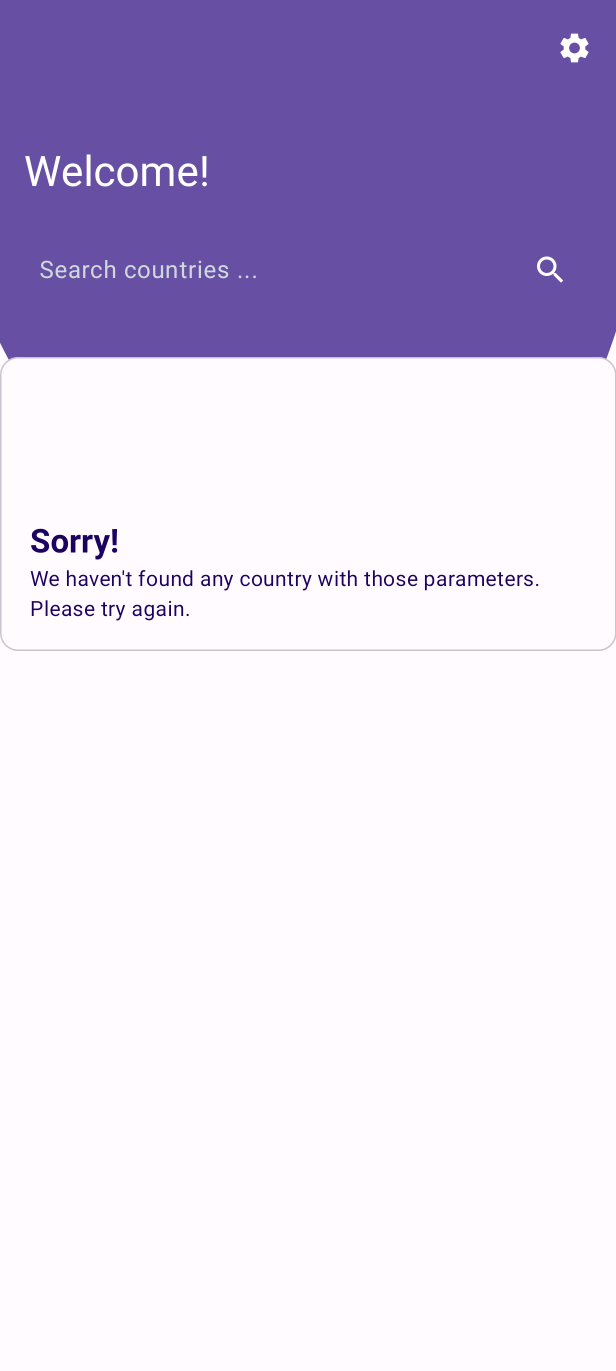 Welcome!
Search countries ...
Sorry!
We haven't found any country with those parameters.
Please try again.